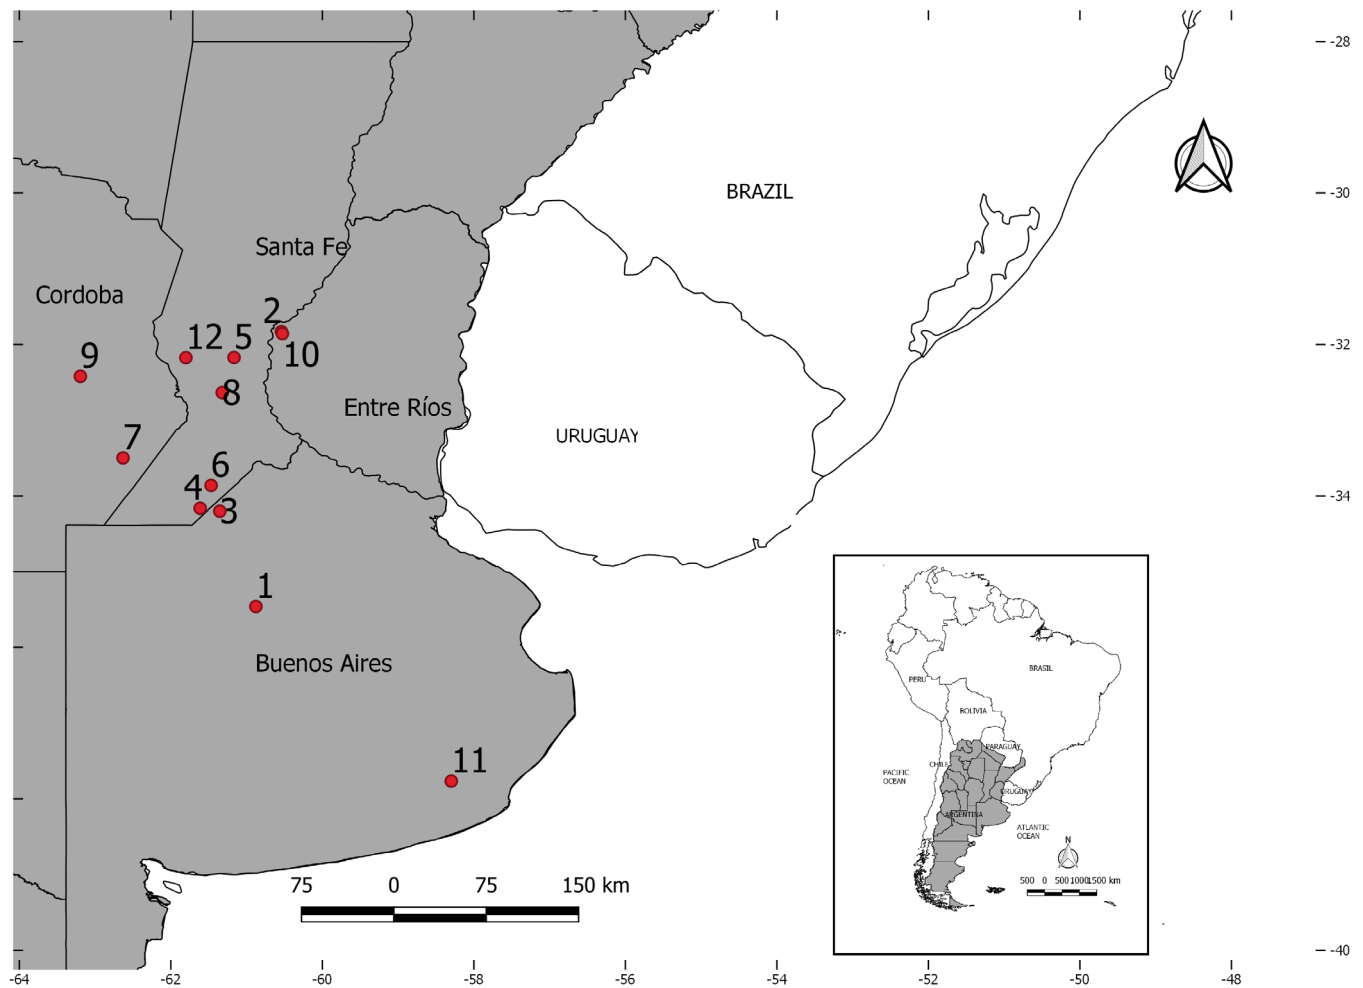 -28
BRAZIL
-30
Santa Fe
Cordoba
2
12
5
-32
10
9
8
Entre Ríos
7
URUGUAY
6
4
-34
3
1
Buenos Aires
BRASIL
PERU
BOLIVIA
PARAGUAY
11
CHILE
PACIFIC
OCEAN
URUGUAY
ARGENTINA
ATLANTIC
OCEAN
N
75 0 75 150 km
500 0 500 1000 1500 km
-40
-64 -62 -60 -58 -56 -54 -52 -50 -48